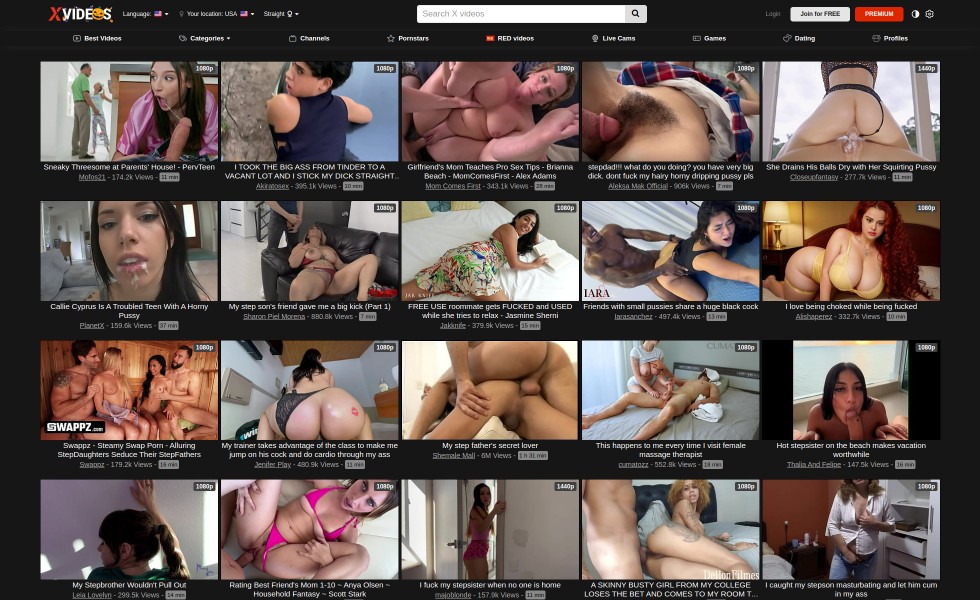 XVIDEOS
Language:
Your location: USA
Straight
Search X videos
Login
Join for FREE
PREMIUM
Best Videos
Categories
Channels
Pornstars
RED videos
Live Cams
Games
Dating
Profiles
1080p
1080p
1080p
1440p
Sneaky Threesome at Parents' House! - PervTeen
Mofos21 - 174.2k Views - 11 min
1080p
I TOOK THE BIG ASS FROM TINDER TO A
VACANT LOT AND I STICK MY DICK STRAIGHT...
Akiratosex - 395.1k Views - 10 min
Girlfriend's Mom Teaches Pro Sex Tips - Brianna
Beach - MomComesFirst - Alex Adams
Mom Comes First - 343.1k Views - 28 min
stepdad!!! what do you doing? you have very big
dick. dont fuck my hairy horny dripping pussy pls
Aleksa Mak Official - 906k Views - 7 min
She Drains His Balls Dry with Her Squirting Pussy
Closeupfantasy - 277.7k Views - 11 min
1080p
1080p
1080p
1080p
JAK KNIFE
IARA
Callie Cyprus Is A Troubled Teen With A Horny
Pussy
PlanetX - 159.6k Views - 37 min
My step son's friend gave me a big kick (Part 1)
Sharon Piel Morena - 880.8k Views - 7 min
FREE USE roommate gets FUCKED and USED
while she tries to relax - Jasmine Sherni
Jakknife - 379.9k Views - 15 min
Friends with small pussies share a huge black cock
Iarasanchez - 497.4k Views - 13 min
I love being choked while being fucked
Alishaperez - 332.7k Views - 10 min
1080p
1080p
1080p
1080p
SWAPPZ.com
CUMA
Swappz - Steamy Swap Porn - Alluring
StepDaughters Seduce Their StepFathers
Swappz - 179.2k Views - 16 min
My trainer takes advantage of the class to make me
jump on his cock and do cardio through my ass
Jenifer Play - 480.9k Views - 11 min
My step father's secret lover
Shemale Mall - 6M Views - 1 h 31 min
This happens to me every time I visit female
massage therapist
cumatozz - 552.8k Views - 18 min
Hot stepsister on the beach makes vacation
worthwhile
Thalia And Felipe - 147.5k Views - 16 min
1080p
1080p
1440p
1080p
1080p
DellonFilmes
My Stepbrother Wouldn't Pull Out
Leia Lovelyn - 299.5k Views - 14 min
Rating Best Friend's Mom 1-10 ~ Anya Olsen ~
Household Fantasy ~ Scott Stark
I fuck my stepsister when no one is home
majoblonde - 157.9k Views - 11 min
A SKINNY BUSTY GIRL FROM MY COLLEGE
LOSES THE BET AND COMES TO MY ROOM T...
I caught my stepson masturbating and let him cum
in my ass